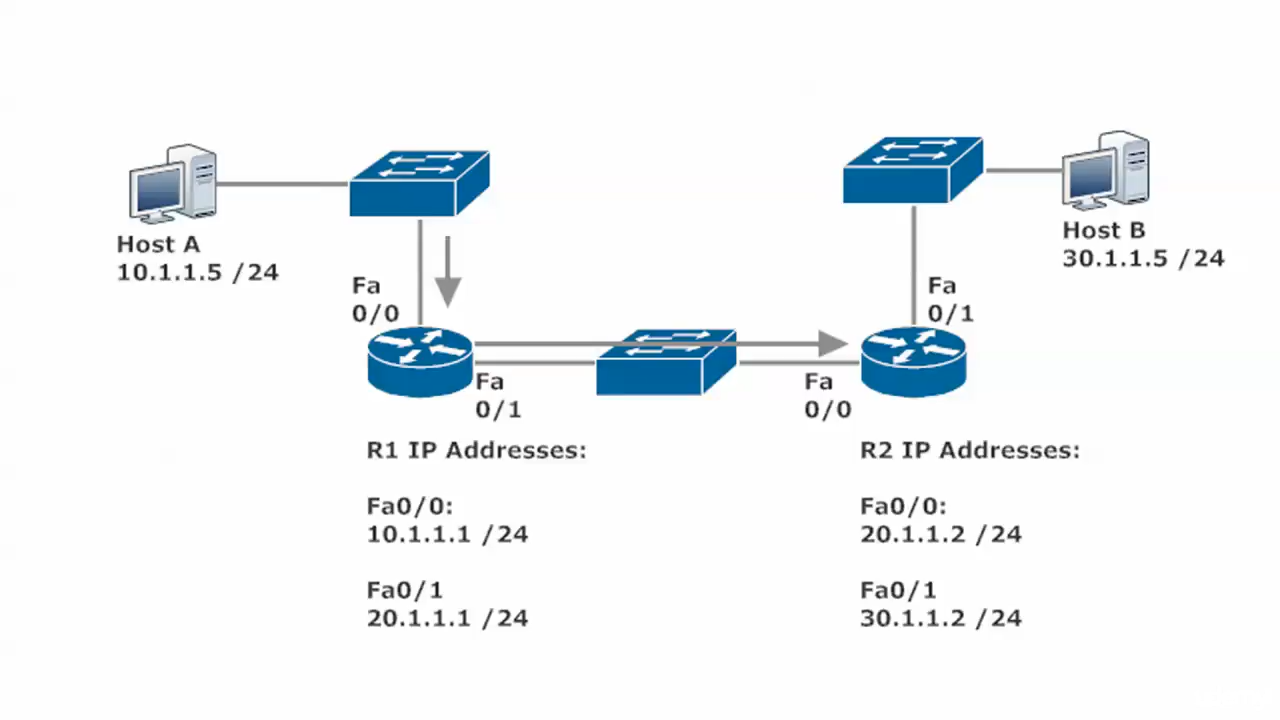 Host A
10.1.1.5 /24
Host B
30.1.1.5 /24
Fa
0/0
Fa
0/1
Fa
0/1
Fa
0/0
R1 IP Addresses:
Fa0/0:
10.1.1.1 /24
Fa0/1
20.1.1.1 /24
R2 IP Addresses:
Fa0/0:
20.1.1.2 /24
Fa0/1
30.1.1.2 /24